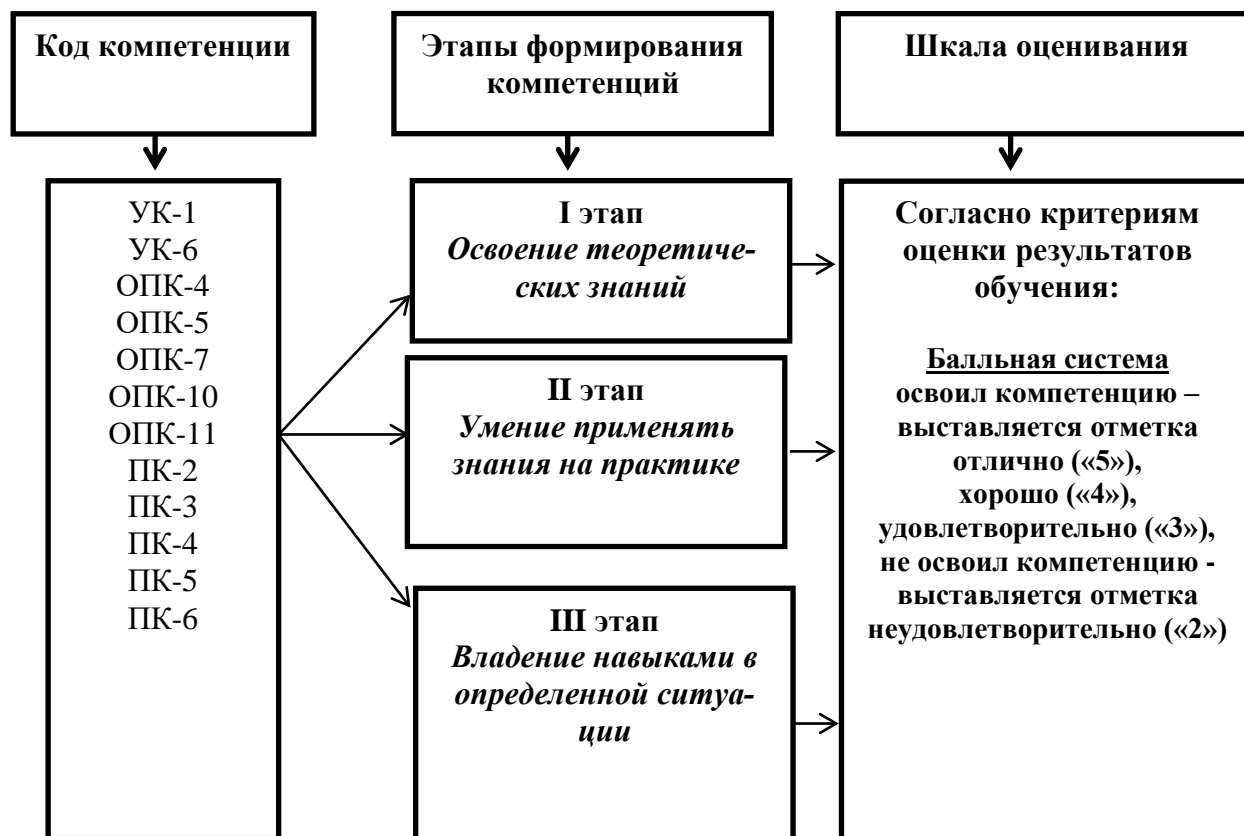 Код компетенции
Этапы формирования
компетенций
Шкала оценивания
УК-1
УК-6
ОПК-4
ОПК-5
ОПК-7
ОПК-10
ОПК-11
ПК-2
ПК-3
ПК-4
ПК-5
ПК-6
I этап
Освоение теоретиче-
ских знаний
II этап
Умение применять
знания на практике
III этап
Владение навыками в
определенной ситуа-
ции
Согласно критериям
оценки результатов
обучения:
Балльная система
освоил компетенцию –
выставляется отметка
отлично («5»),
хорошо («4»),
удовлетворительно («3»),
не освоил компетенцию -
выставляется отметка
неудовлетворительно («2»)